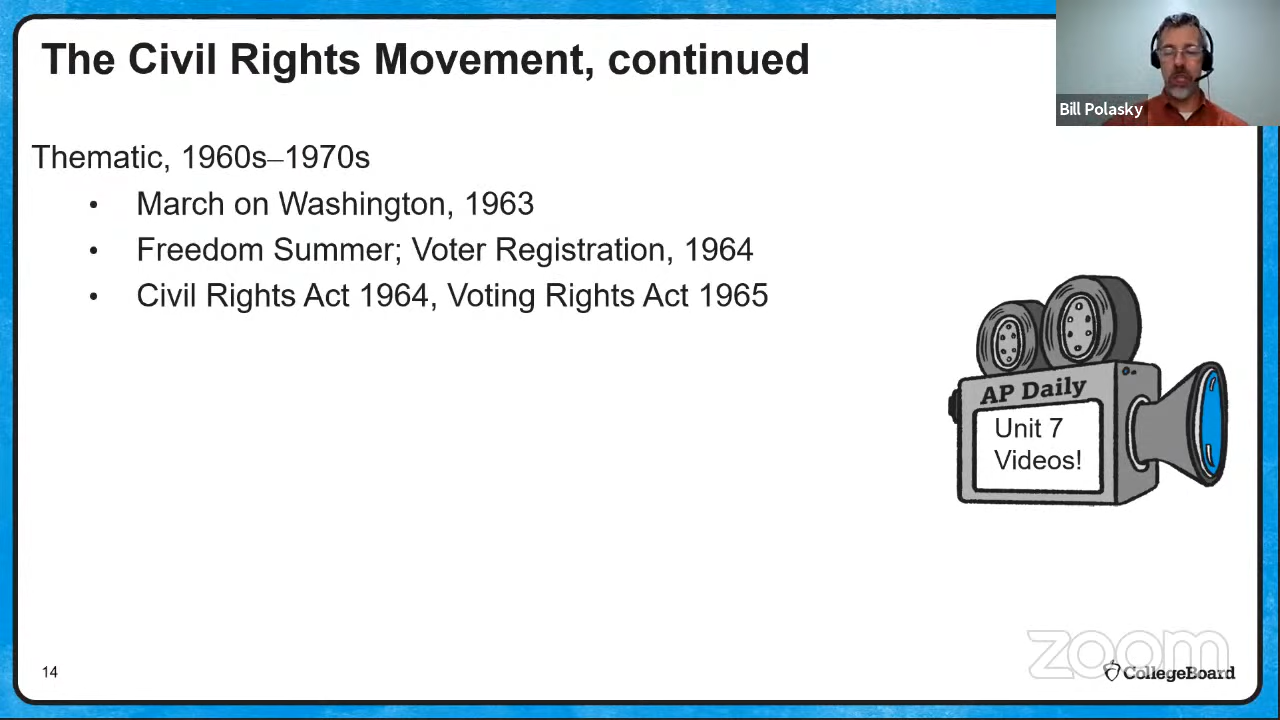 The Civil Rights Movement, continued
Bill Polasky
Thematic, 1960s–1970s
• March on Washington, 1963
• Freedom Summer; Voter Registration, 1964
• Civil Rights Act 1964, Voting Rights Act 1965
AP Daily
Unit 7
Videos!
14
zoom
CollegeBoard